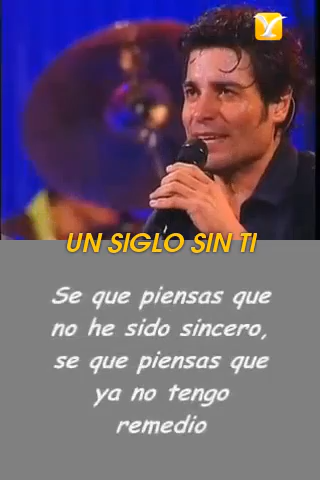 UN SIGLO SIN TI
Se que piensas que
no he sido sincero,
se que piensas que
ya no tengo
remedio